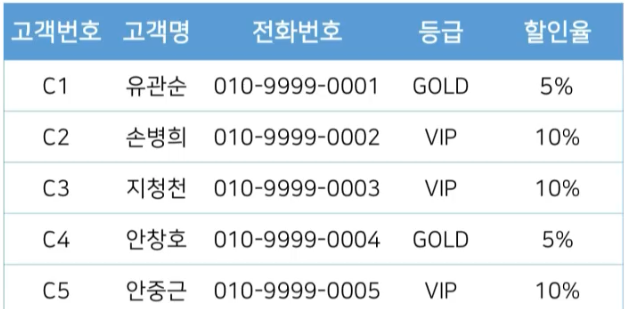 고객번호 고객명 전화번호 등급 할인율
C1 유관순 010-9999-0001 GOLD 5%
C2 손병희 010-9999-0002 VIP 10%
C3 지청천 010-9999-0003 VIP 10%
C4 안창호 010-9999-0004 GOLD 5%
C5 안중근 010-9999-0005 VIP 10%